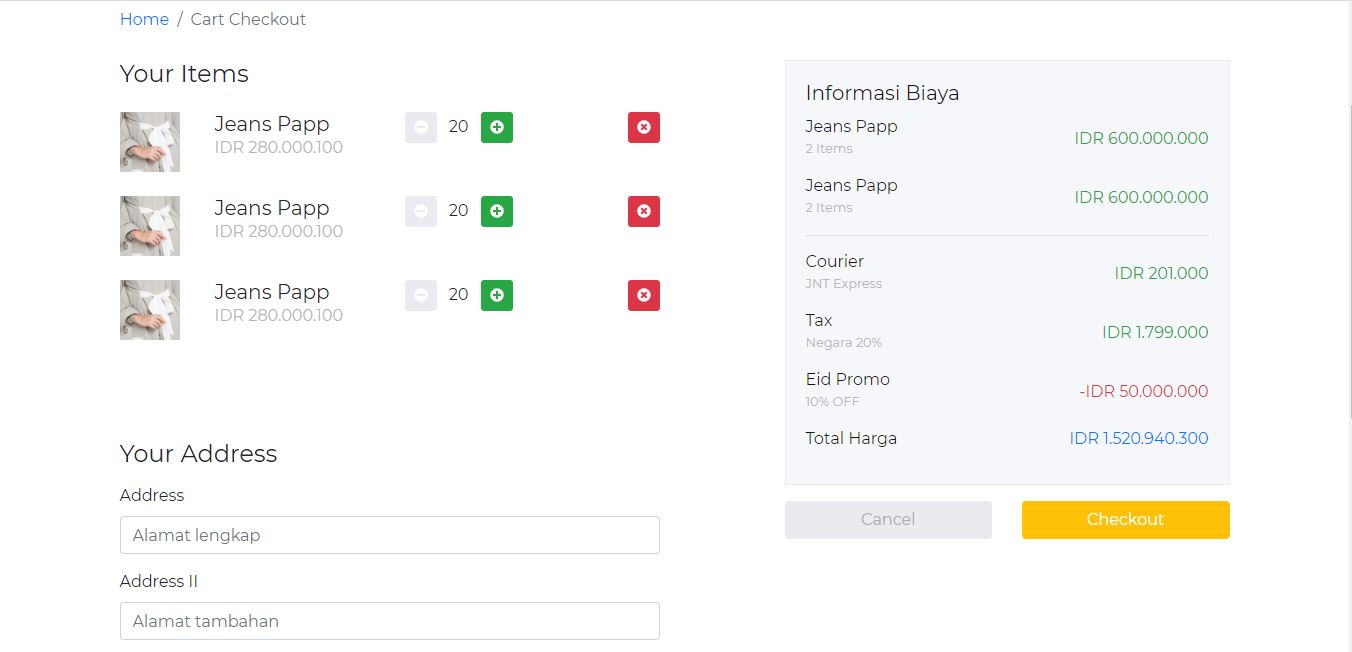 Home / Cart Checkout
Your Items
Jeans Papp
IDR 280.000.100
20
Jeans Papp
IDR 280.000.100
20
Jeans Papp
IDR 280.000.100
20
Your Address
Address
Alamat lengkap
Address II
Alamat tambahan
Informasi Biaya
Jeans Papp
2 Items
IDR 600.000.000
Jeans Papp
2 Items
IDR 600.000.000
Courier
JNT Express
IDR 201.000
Tax
Negara 20%
IDR 1.799.000
Eid Promo
10% OFF
-IDR 50.000.000
Total Harga
IDR 1.520.940.300
Cancel
Checkout